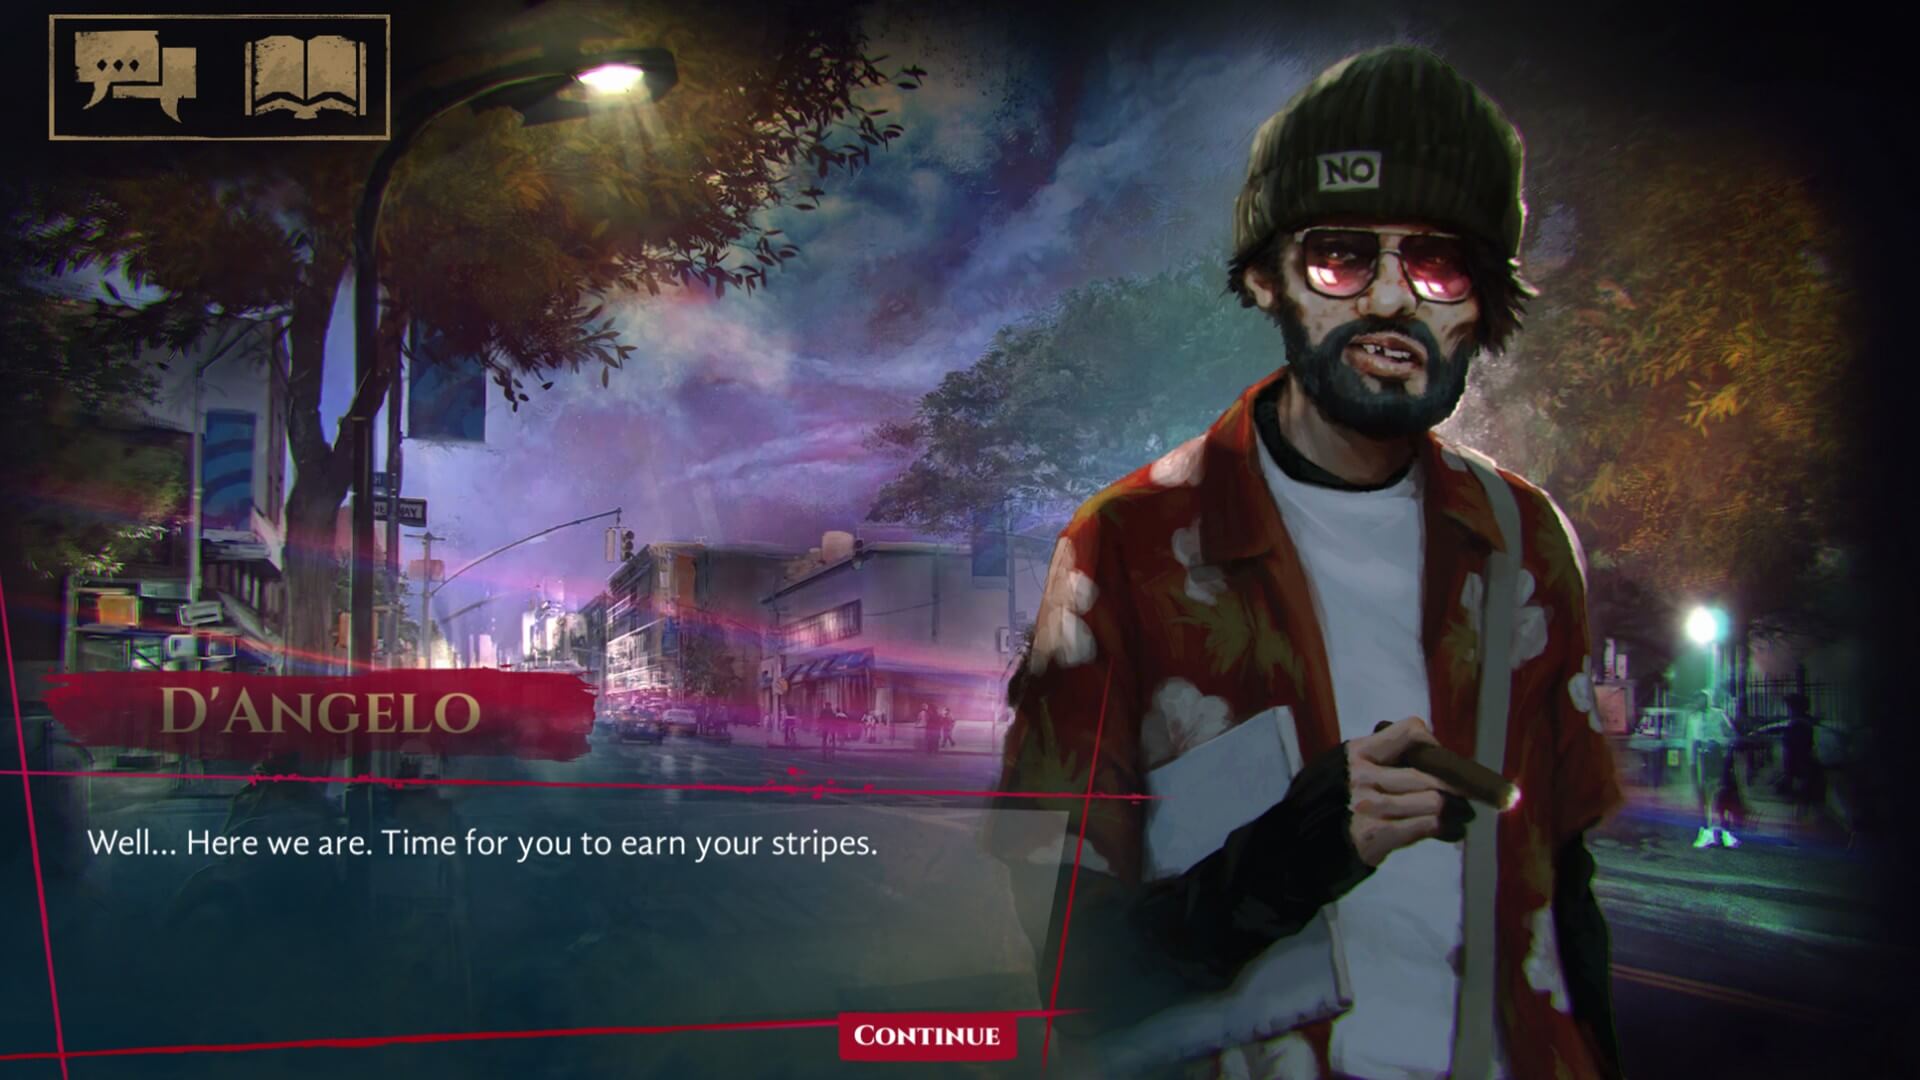 NO
D'ANGELO
Well... Here we are. Time for you to earn your stripes.
CONTINUE